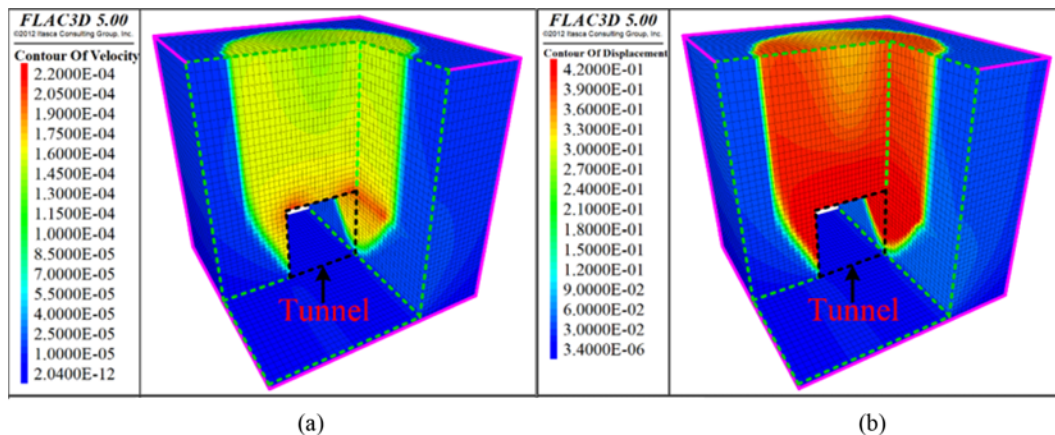 FLAC3D 5.00
©2012 Itasca Consulting Group, Inc.
Contour Of Velocity
2.2000E-04
2.0500E-04
1.9000E-04
1.7500E-04
1.6000E-04
1.4500E-04
1.3000E-04
1.1500E-04
1.0000E-04
8.5000E-05
7.0000E-05
5.5000E-05
4.0000E-05
2.5000E-05
1.0000E-05
2.0400E-12
Tunnel
(a)
FLAC3D 5.00
©2012 Itasca Consulting Group, Inc.
Contour Of Displacement
4.2000E-01
3.9000E-01
3.6000E-01
3.3000E-01
3.0000E-01
2.7000E-01
2.4000E-01
2.1000E-01
1.8000E-01
1.5000E-01
1.2000E-01
9.0000E-02
6.0000E-02
3.0000E-02
3.4000E-06
Tunnel
(b)